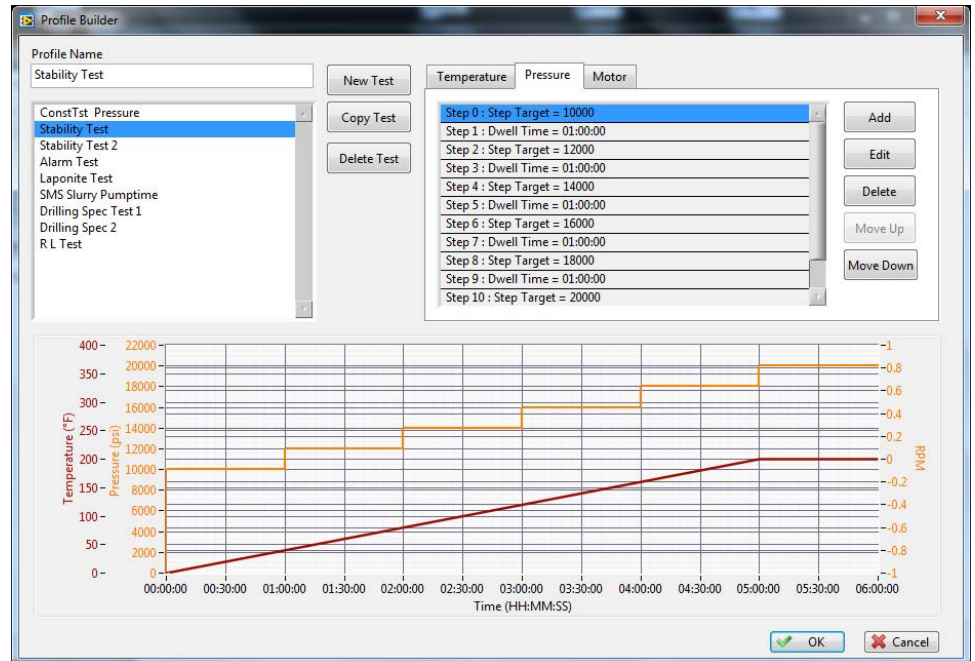 Profile Builder
Profile Name
Stability Test
New Test
Copy Test
Delete Test
ConstTst Pressure
Stability Test
Stability Test 2
Alarm Test
Laponite Test
SMS Slurry Pumptime
Drilling Spec Test 1
Drilling Spec 2
R L Test
Temperature Pressure Motor
Step 0 : Step Target = 10000
Step 1 : Dwell Time = 01:00:00
Step 2 : Step Target = 12000
Step 3 : Dwell Time = 01:00:00
Step 4 : Step Target = 14000
Step 5 : Dwell Time = 01:00:00
Step 6 : Step Target = 16000
Step 7 : Dwell Time = 01:00:00
Step 8 : Step Target = 18000
Step 9 : Dwell Time = 01:00:00
Step 10 : Step Target = 20000
Add
Edit
Delete
Move Up
Move Down
Temperature (°F)
400
350
300
250
200
150
100
50
0
Pressure (psi)
22000
20000
18000
16000
14000
12000
10000
8000
6000
4000
2000
0
1
0.8
0.6
0.4
0.2
0
-0.2
-0.4
-0.6
-0.8
-1
RPM
00:00:00 00:30:00 01:00:00 01:30:00 02:00:00 02:30:00 03:00:00 03:30:00 04:00:00 04:30:00 05:00:00 05:30:00 06:00:00
Time (HH:MM:SS)
OK Cancel